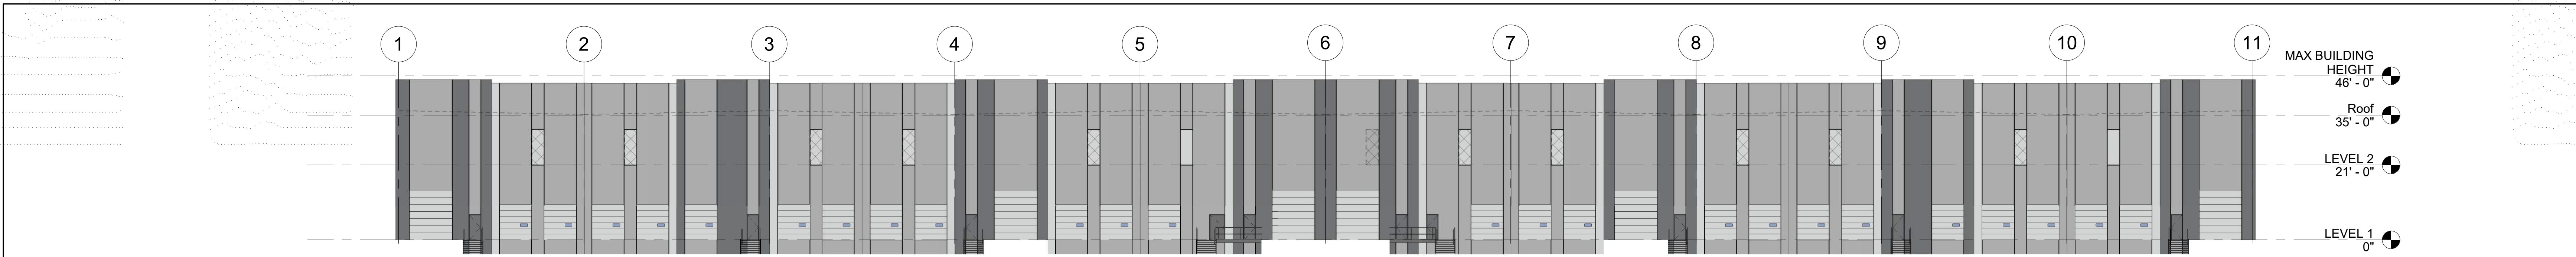 1 2 3 4 5 6 7 8 9 10 11
MAX BUILDING
HEIGHT
46' - 0"
Roof
35' - 0"
LEVEL 2
21' - 0"
LEVEL 1
0"